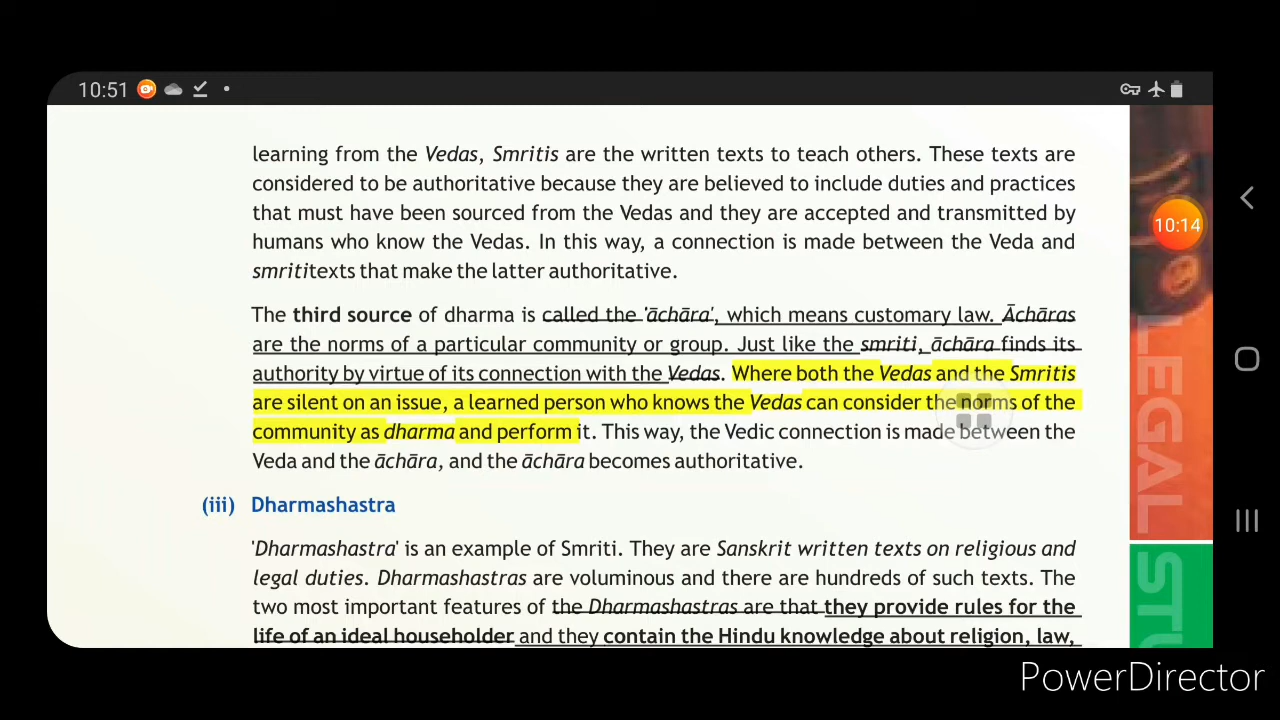 10:51
learning from the Vedas, Smritis are the written texts to teach others. These texts are
considered to be authoritative because they are believed to include duties and practices
that must have been sourced from the Vedas and they are accepted and transmitted by
10:14
humans who know the Vedas. In this way, a connection is made between the Veda and
smrititexts that make the latter authoritative.
The third source of dharma is called the 'āchāra', which means customary law. Āchāras
are the norms of a particular community or group. Just like the smriti, āchāra finds its
authority by virtue of its connection with the Vedas. Where both the Vedas and the Smritis
are silent on an issue, a learned person who knows the Vedas can consider the norms of the
community as dharma and perform it. This way, the Vedic connection is made between the
Veda and the āchāra, and the āchāra becomes authoritative.
(iii) Dharmashastra
'Dharmashastra' is an example of Smriti. They are Sanskrit written texts on religious and
legal duties. Dharmashastras are voluminous and there are hundreds of such texts. The
two most important features of the Dharmashastras are that they provide rules for the
life of an ideal householder and they contain the Hindu knowledge about religion, law,
LEGAL
ST
PowerDirector